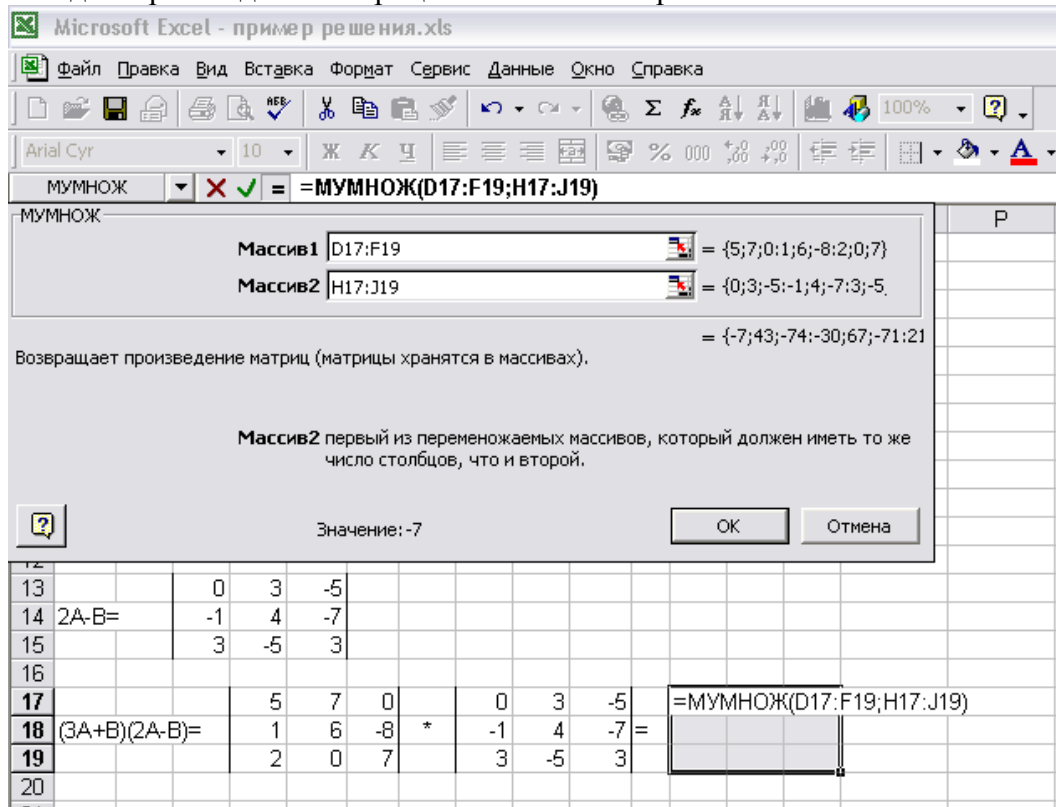 Microsoft Excel - пример решения.xls
Файл Правка Вид Вставка Формат Сервис Данные Окно Справка
100%
Arial Cyr 10 Ж К Ч % 000
МУМНОЖ = =МУМНОЖ(D17:F19;H17:J19)
МУМНОЖ
P
Массив1 D17:F19 = {5;7;0:1;6;-8:2;0;7}
Массив2 H17:J19 = {0;3;-5:-1;4;-7:3;-5
= {-7;43;-74:-30;67;-71:21
Возвращает произведение матриц (матрицы хранятся в массивах).
Массив2 первый из перемножаемых массивов, который должен иметь то же
число столбцов, что и второй.
Значение:-7
ОК Отмена
13 0 3 -5
14 2A-B= -1 4 -7
15 3 -5 3
16
17 5 7 0 0 3 -5 =МУМНОЖ(D17:F19;H17:J19)
18 (3A+B)(2A-B)= 1 6 -8 * -1 4 -7 =
19 2 0 7 3 -5 3
20